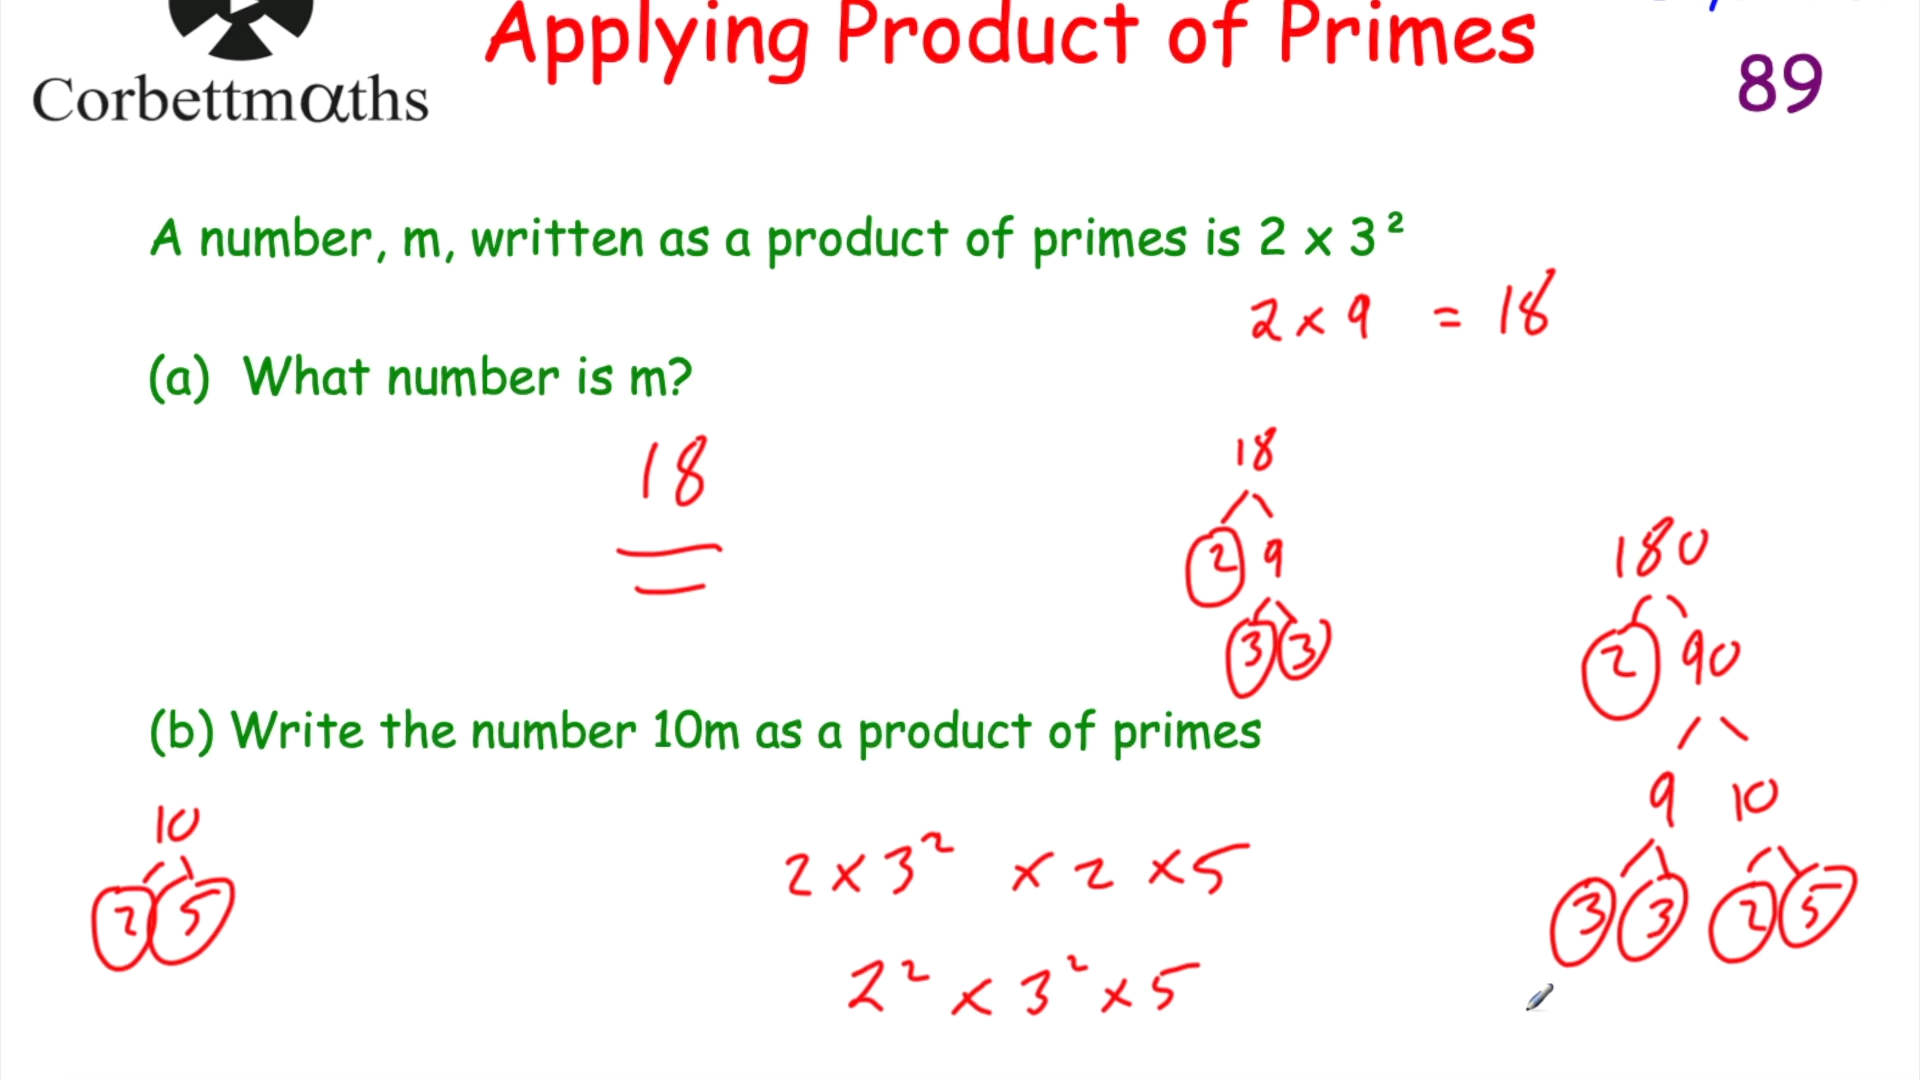 Applying Product of Primes
Corbettmαths
89
A number, m, written as a product of primes is 2 x 3²
2 × 9 = 18
(a) What number is m?
18
18
2 9
3 3
180
2 90
9 10
3 3 2 5
(b) Write the number 10m as a product of primes
10
2 5
2 × 3² × 2 × 5
2² × 3² × 5